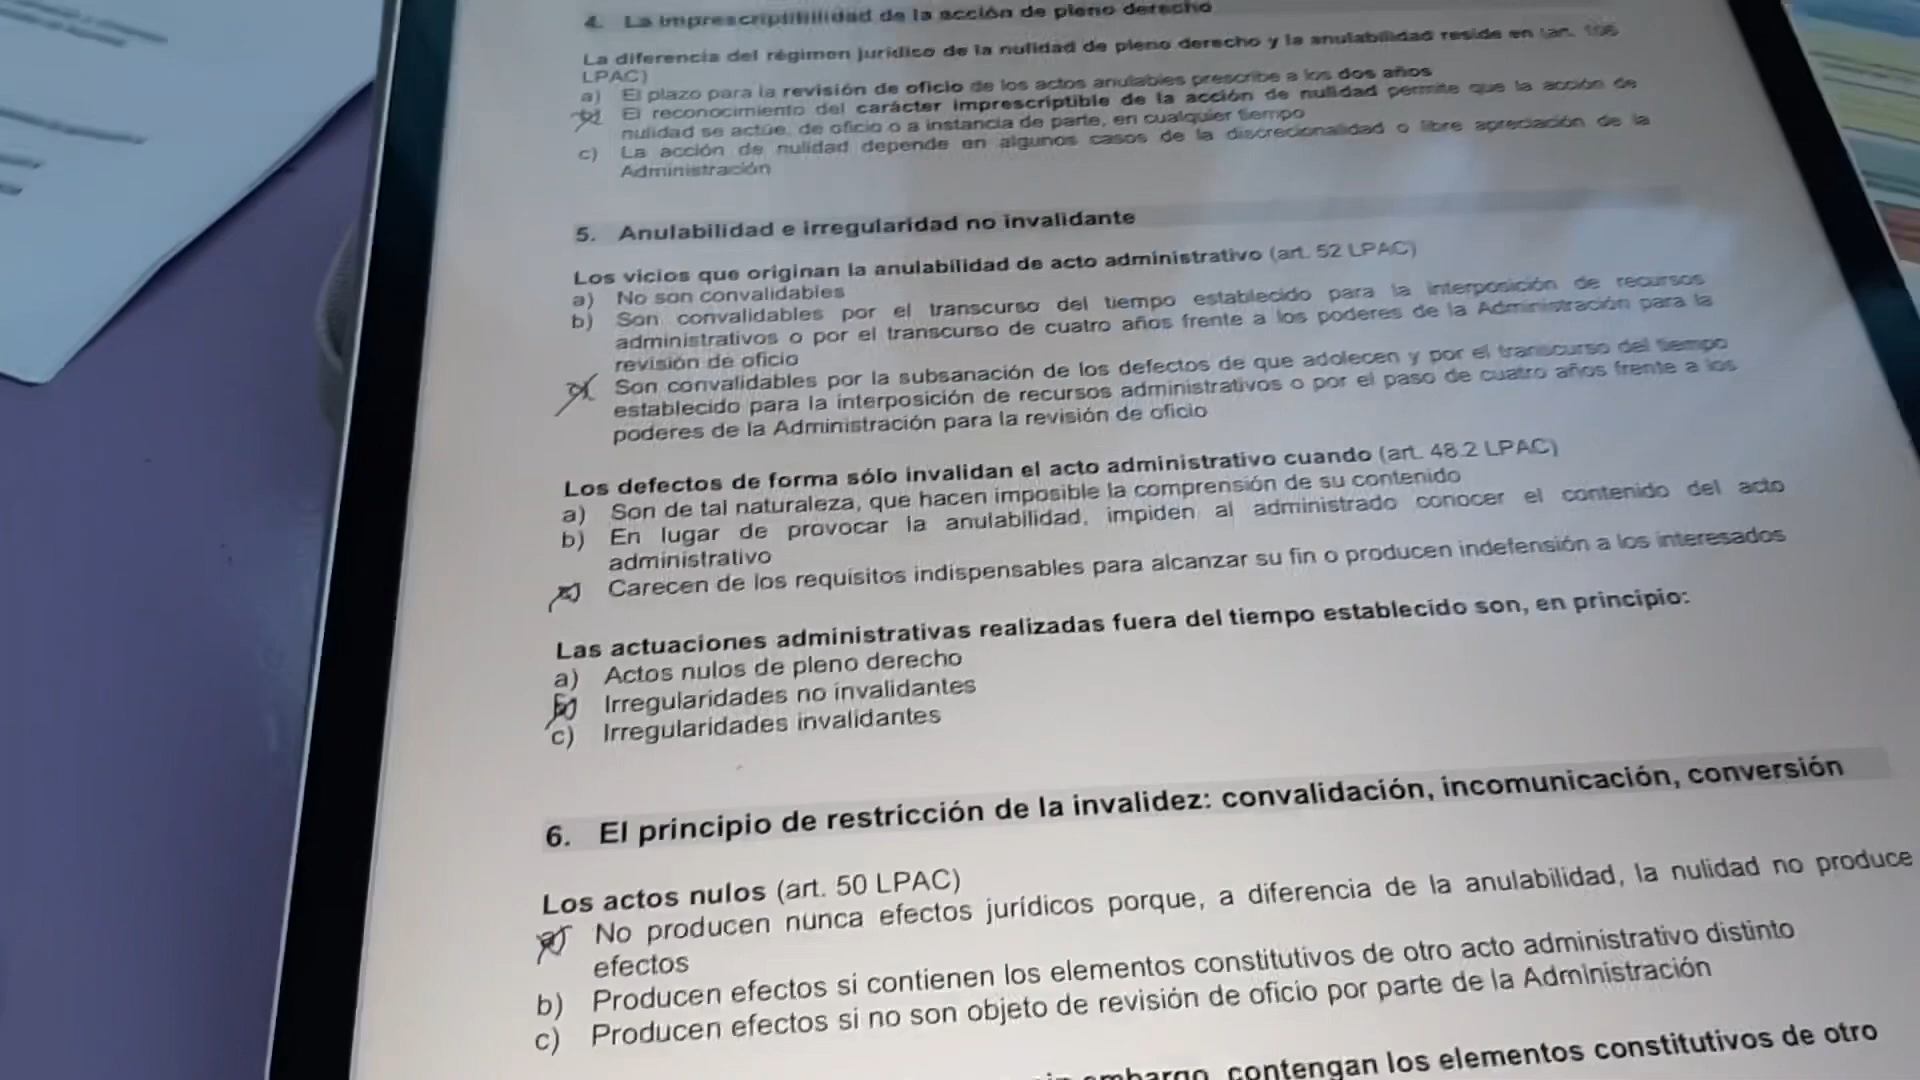 4. La imprescriptibilidad de la acción de pleno derecho
La diferencia del régimen jurídico de la nulidad de pleno derecho y la anulabilidad reside en (art. 106
LPAC)
a) El plazo para la revisión de oficio de los actos anulables prescribe a los dos años
b) El reconocimiento del carácter imprescriptible de la acción de nulidad permite que la acción de
nulidad se actúe, de oficio o a instancia de parte, en cualquier tiempo
c) La acción de nulidad depende en algunos casos de la discrecionalidad o libre apreciación de la
Administración
5. Anulabilidad e irregularidad no invalidante
Los vicios que originan la anulabilidad de acto administrativo (art. 52 LPAC)
a) No son convalidables
b) Son convalidables por el transcurso del tiempo establecido para la interposición de recursos
administrativos o por el transcurso de cuatro años frente a los poderes de la Administración para la
revisión de oficio
c) Son convalidables por la subsanación de los defectos de que adolecen y por el transcurso del tiempo
establecido para la interposición de recursos administrativos o por el paso de cuatro años frente a los
poderes de la Administración para la revisión de oficio
Los defectos de forma sólo invalidan el acto administrativo cuando (art. 48.2 LPAC)
a) Son de tal naturaleza, que hacen imposible la comprensión de su contenido
b) En lugar de provocar la anulabilidad, impiden al administrado conocer el contenido del acto
administrativo
c) Carecen de los requisitos indispensables para alcanzar su fin o producen indefensión a los interesados
Las actuaciones administrativas realizadas fuera del tiempo establecido son, en principio:
a) Actos nulos de pleno derecho
b) Irregularidades no invalidantes
c) Irregularidades invalidantes
6. El principio de restricción de la invalidez: convalidación, incomunicación, conversión
Los actos nulos (art. 50 LPAC)
a) No producen nunca efectos jurídicos porque, a diferencia de la anulabilidad, la nulidad no produce
efectos
b) Producen efectos si contienen los elementos constitutivos de otro acto administrativo distinto
c) Producen efectos si no son objeto de revisión de oficio por parte de la Administración
embargo, contengan los elementos constitutivos de otro